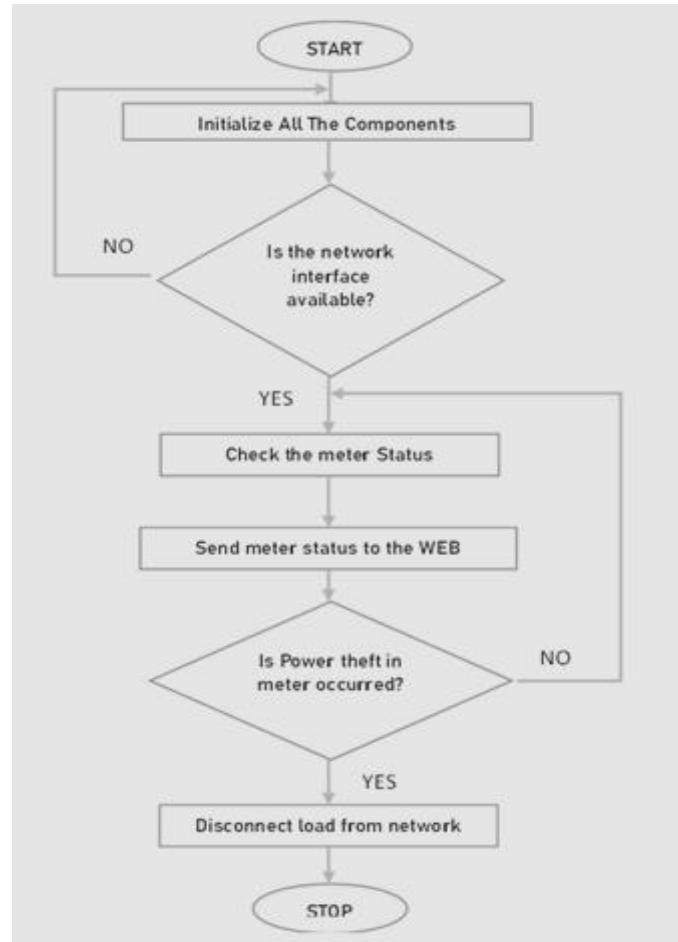 START
Initialize All The Components
Is the network
interface
available?
NO
YES
Check the meter Status
Send meter status to the WEB
Is Power theft in
meter occurred?
NO
YES
Disconnect load from network
STOP